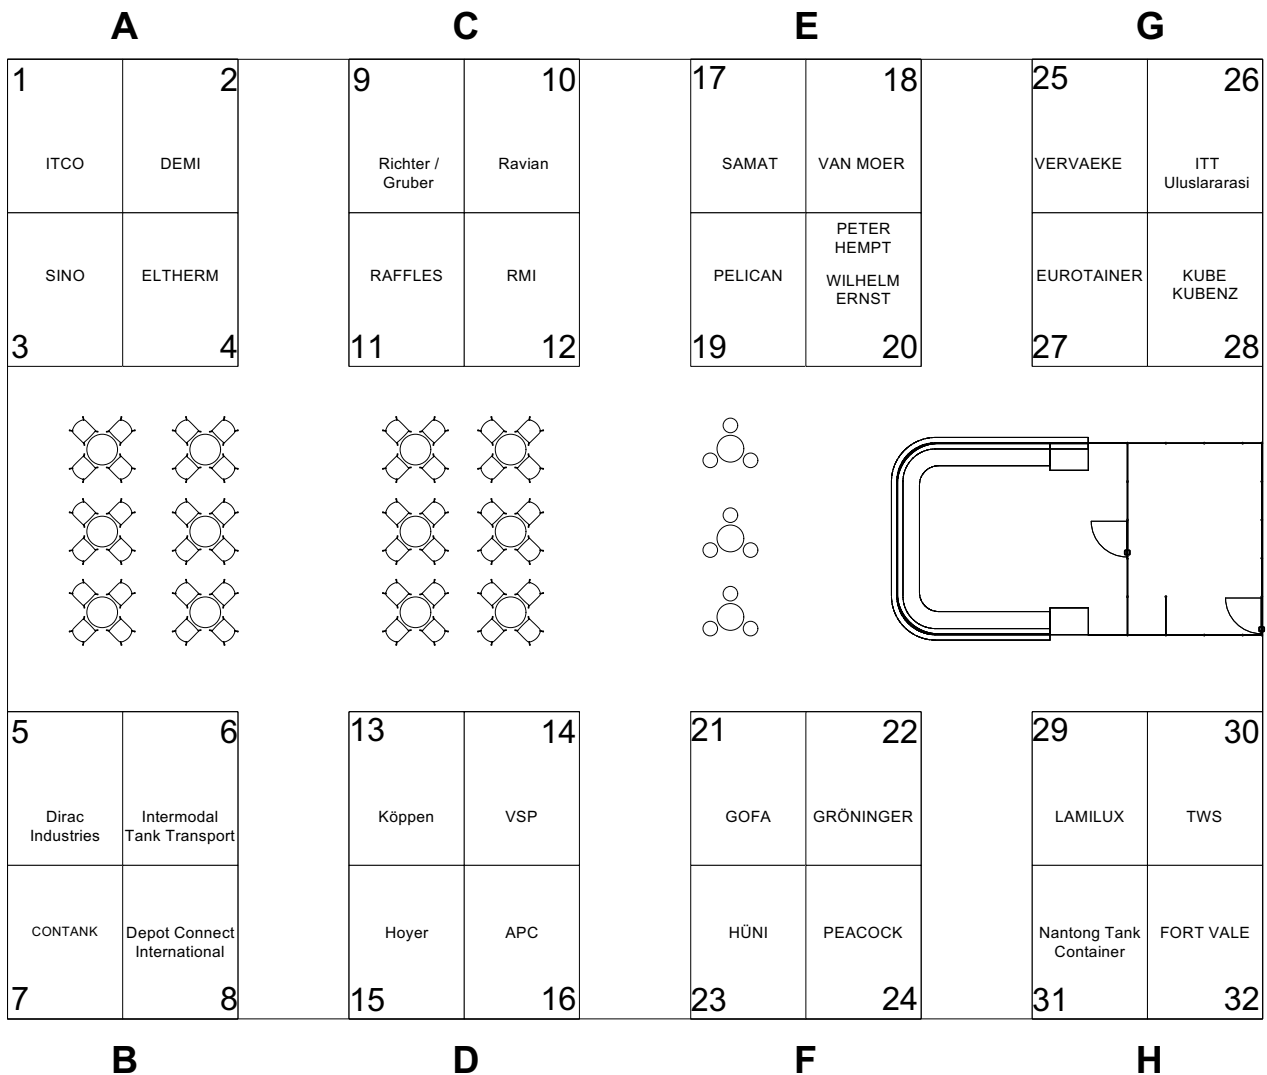 A
C
E
G
1
2
9
10
17
18
25
26
ITCO
DEMI
Richter /
Gruber
Ravian
SAMAT
VAN MOER
VERVAEKE
ITT
Uluslararasi
SINO
ELTHERM
RAFFLES
RMI
PELICAN
PETER
HEMPT
WILHELM
ERNST
EUROTAINER
KUBE
KUBENZ
3
4
11
12
19
20
27
28
5
6
13
14
21
22
29
30
Dirac
Industries
Intermodal
Tank Transport
Köppen
VSP
GOFA
GRÖNINGER
LAMILUX
TWS
CONTANK
Depot Connect
International
Hoyer
APC
HÜNI
PEACOCK
Nantong Tank
Container
FORT VALE
7
8
15
16
23
24
31
32
B
D
F
H